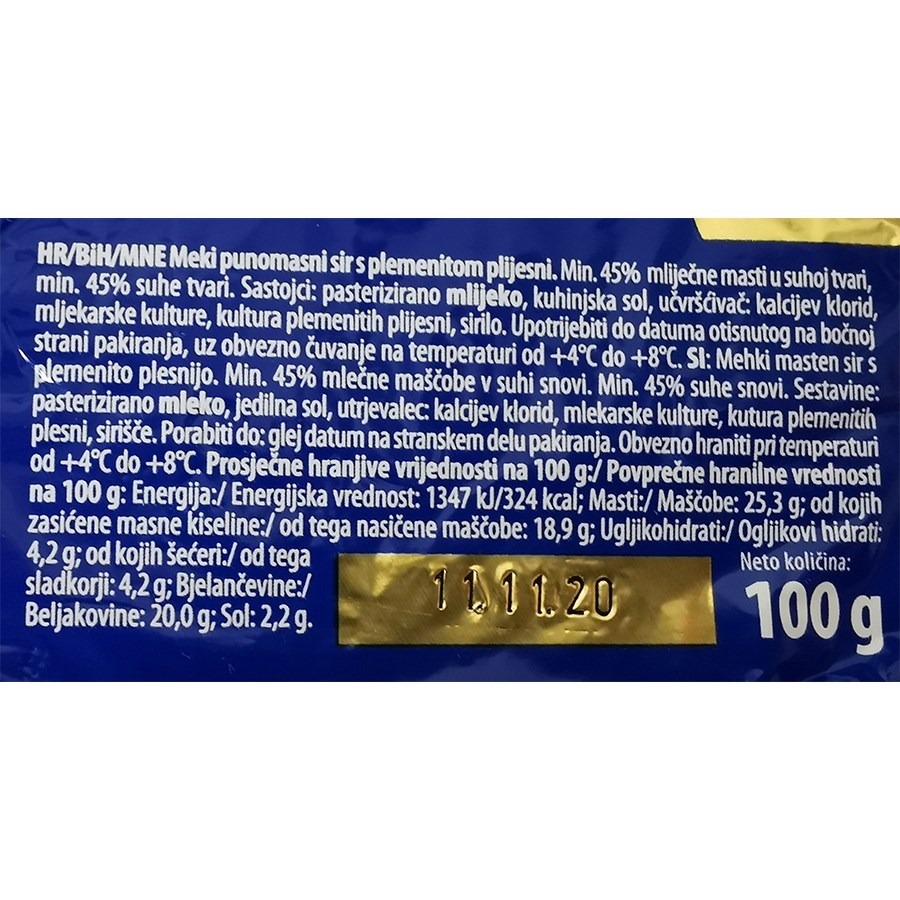 HR/BiH/MNE Meki punomasni sir s plemenitom plijesni. Min. 45% mliječne masti u suhoj tvari,
min. 45% suhe tvari. Sastojci: pasterizirano mlijeko, kuhinjska sol, učvršćivač: kalcijev klorid,
mljekarske kulture, kultura plemenitih plijesni, sirilo. Upotrijebiti do datuma otisnutog na bočnoj
strani pakiranja, uz obvezno čuvanje na temperaturi od +4°C do +8°C. SI: Mehki masten sir s
plemenito plesnijo. Min. 45% mlečne maščobe v suhi snovi. Min. 45% suhe snovi. Sestavine:
pasterizirano mleko, jedilna sol, utrjevalec: kalcijev klorid, mlekarske kulture, kutura plemenitih
plesni, sirišče. Porabiti do: glej datum na stranskem delu pakiranja. Obvezno hraniti pri temperaturi
od +4°C do +8°C. Prosječne hranjive vrijednosti na 100 g:/ Povprečne hranilne vrednosti
na 100 g: Energija:/ Energijska vrednost: 1347 kJ/324 kcal; Masti:/ Maščobe: 25,3 g; od kojih
zasićene masne kiseline:/ od tega nasičene maščobe: 18,9 g; Ugljikohidrati:/ Ogljikovi hidrati:
4,2 g; od kojih šećeri:/ od tega
sladkorji: 4,2 g; Bjelančevine:/
Beljakovine: 20,0 g; Sol: 2,2 g.
11.11.20
Neto količina:
100 g